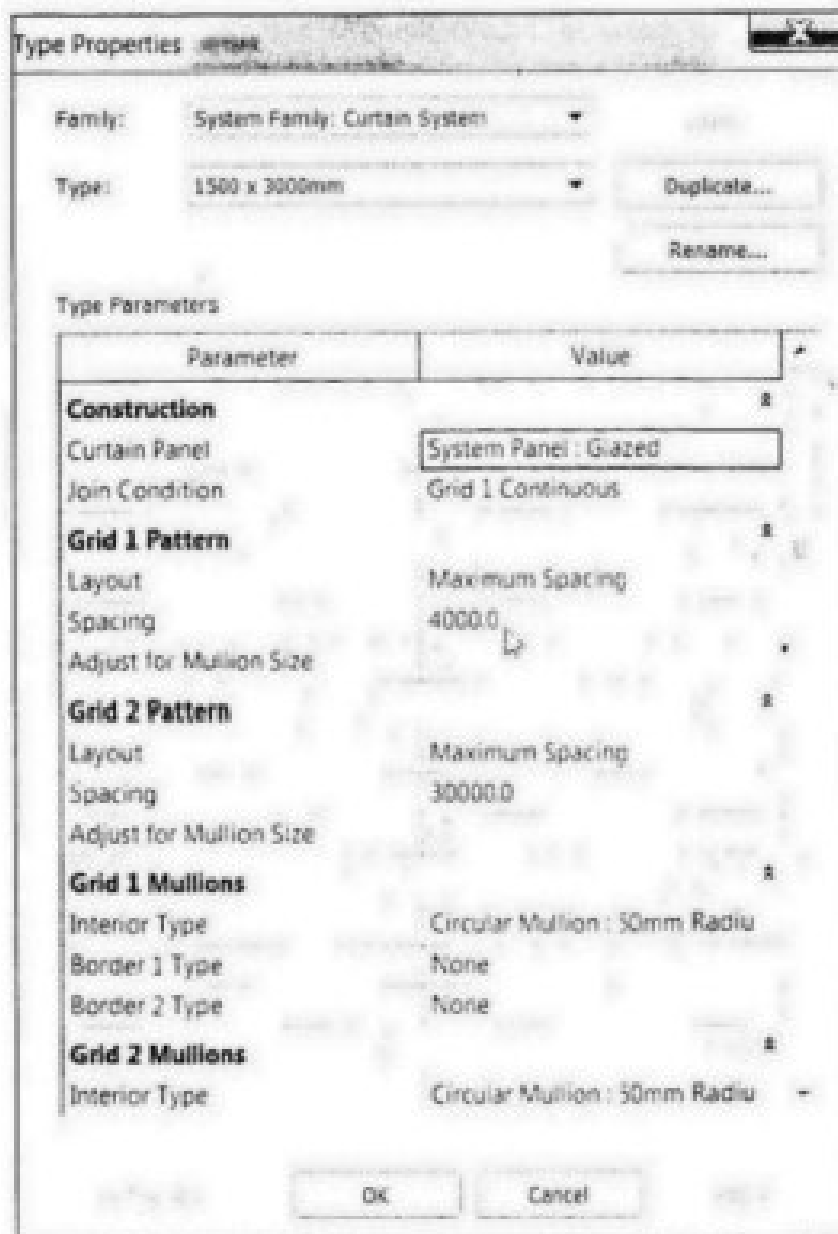 Type Properties
Family: System Family: Curtain System
Type: 1500 x 3000mm Duplicate...
Rename...
Type Parameters
Parameter Value
Construction
Curtain Panel System Panel : Glazed
Join Condition Grid 1 Continuous
Grid 1 Pattern
Layout Maximum Spacing
Spacing 4000.0
Adjust for Mullion Size
Grid 2 Pattern
Layout Maximum Spacing
Spacing 30000.0
Adjust for Mullion Size
Grid 1 Mullions
Interior Type Circular Mullion : 50mm Radiu
Border 1 Type None
Border 2 Type None
Grid 2 Mullions
Interior Type Circular Mullion : 50mm Radiu
OK Cancel